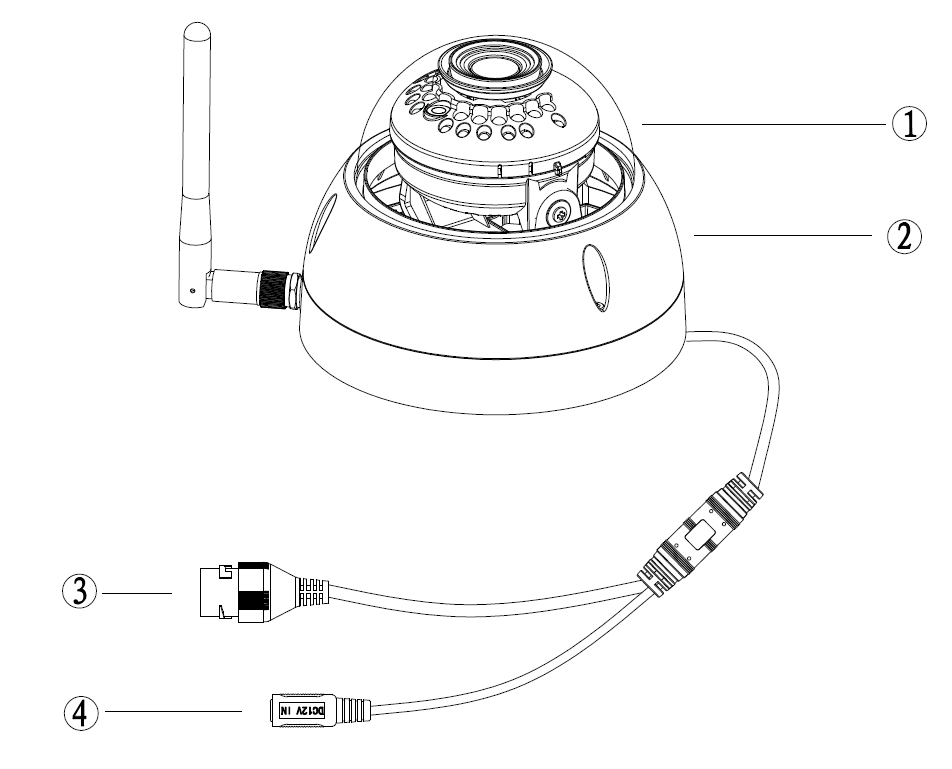 ①
②
③
④
DC12V IN